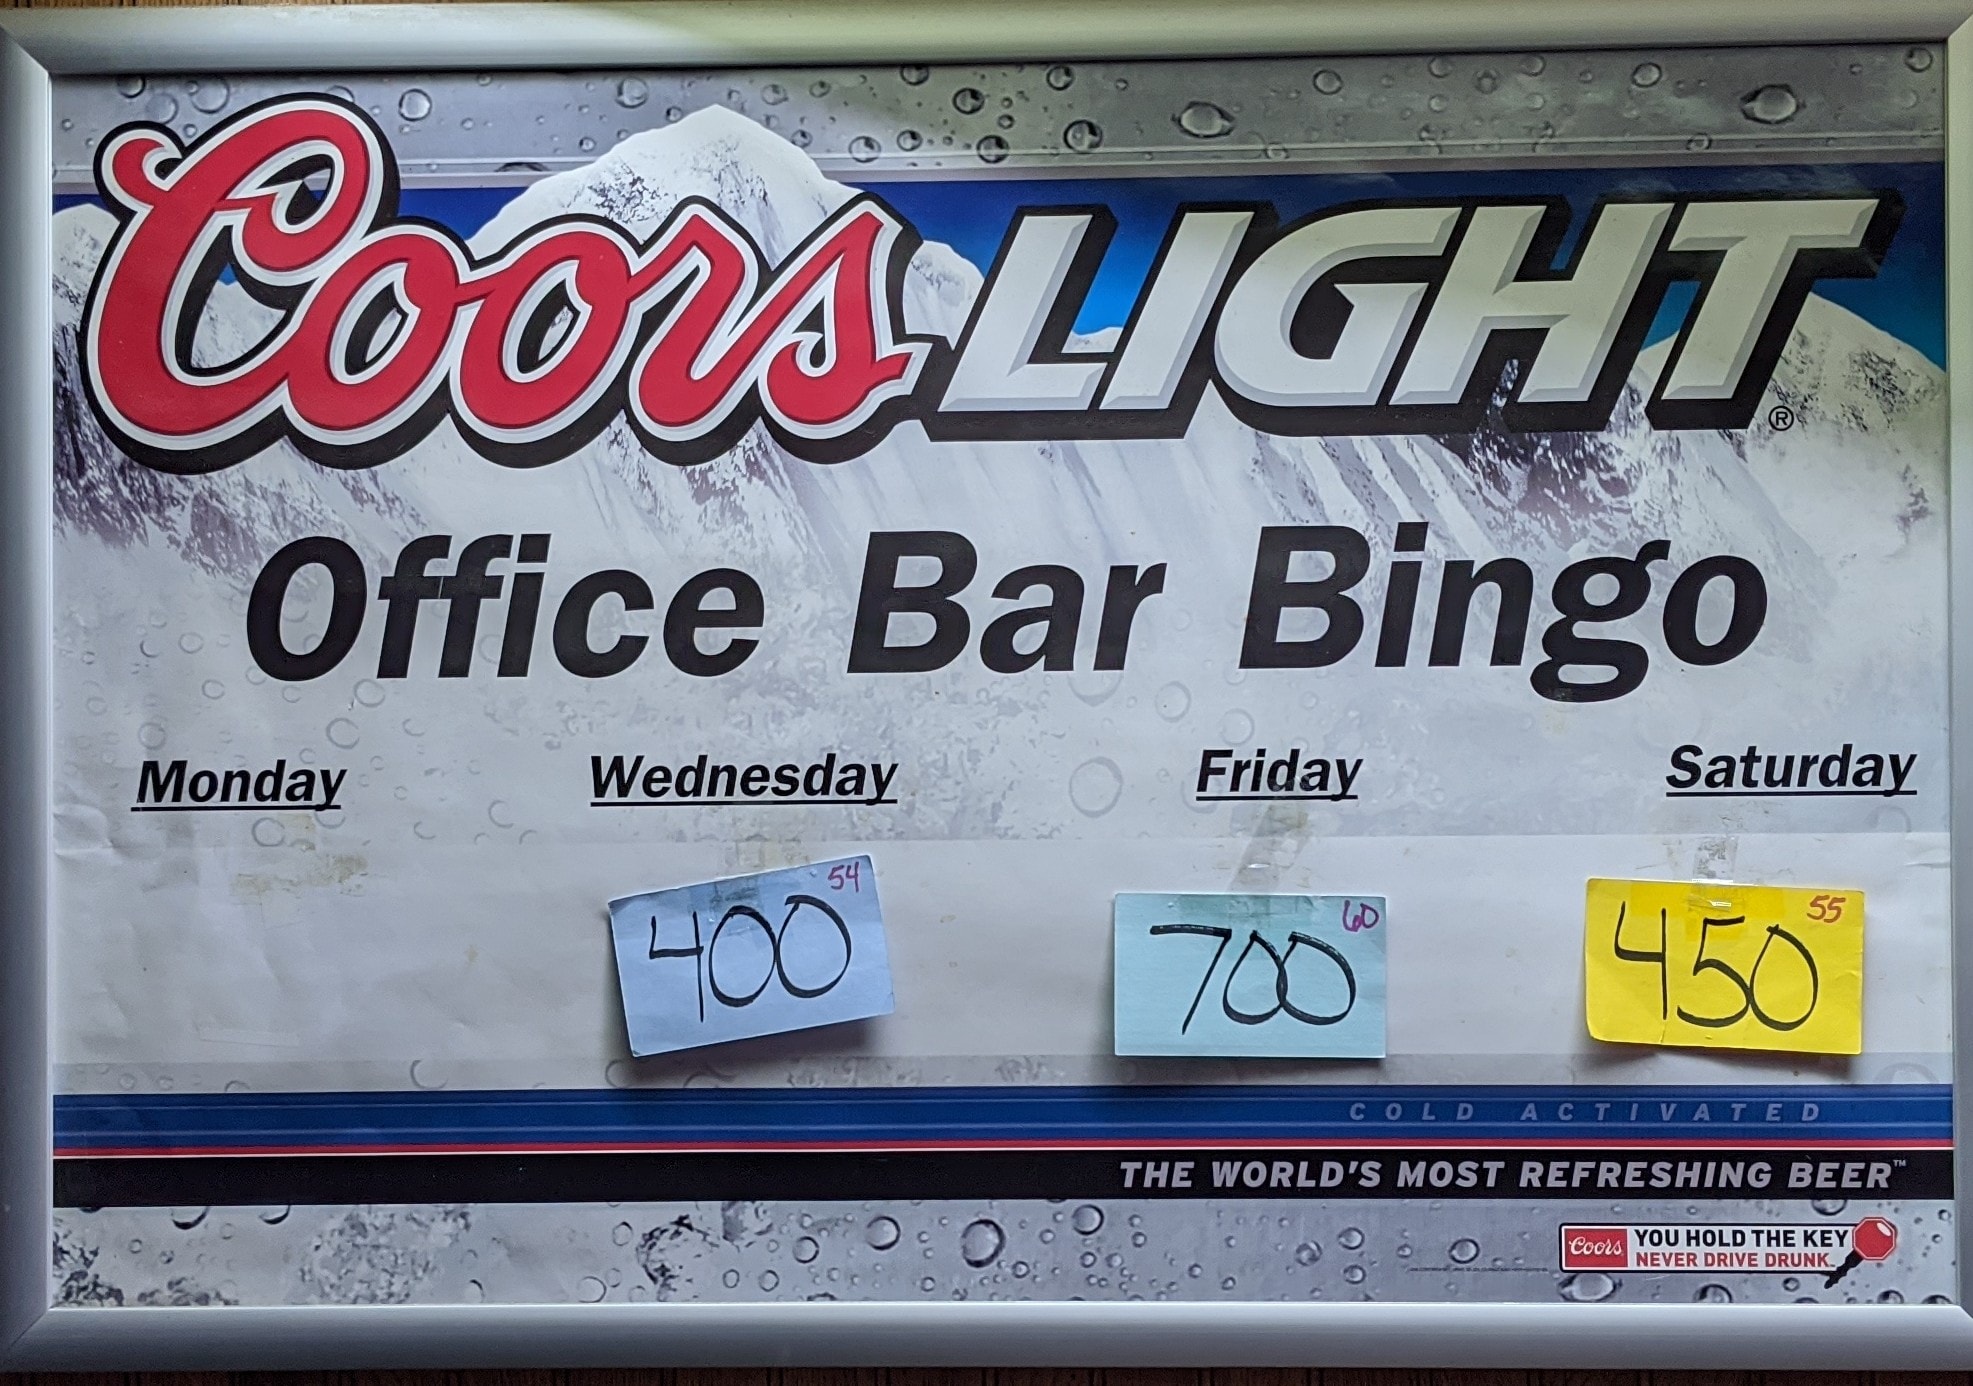 Coors LIGHT®
Office Bar Bingo
Monday Wednesday Friday Saturday
54 60 55
400 700 450
COLD ACTIVATED
THE WORLD'S MOST REFRESHING BEER™
Coors YOU HOLD THE KEY
NEVER DRIVE DRUNK.